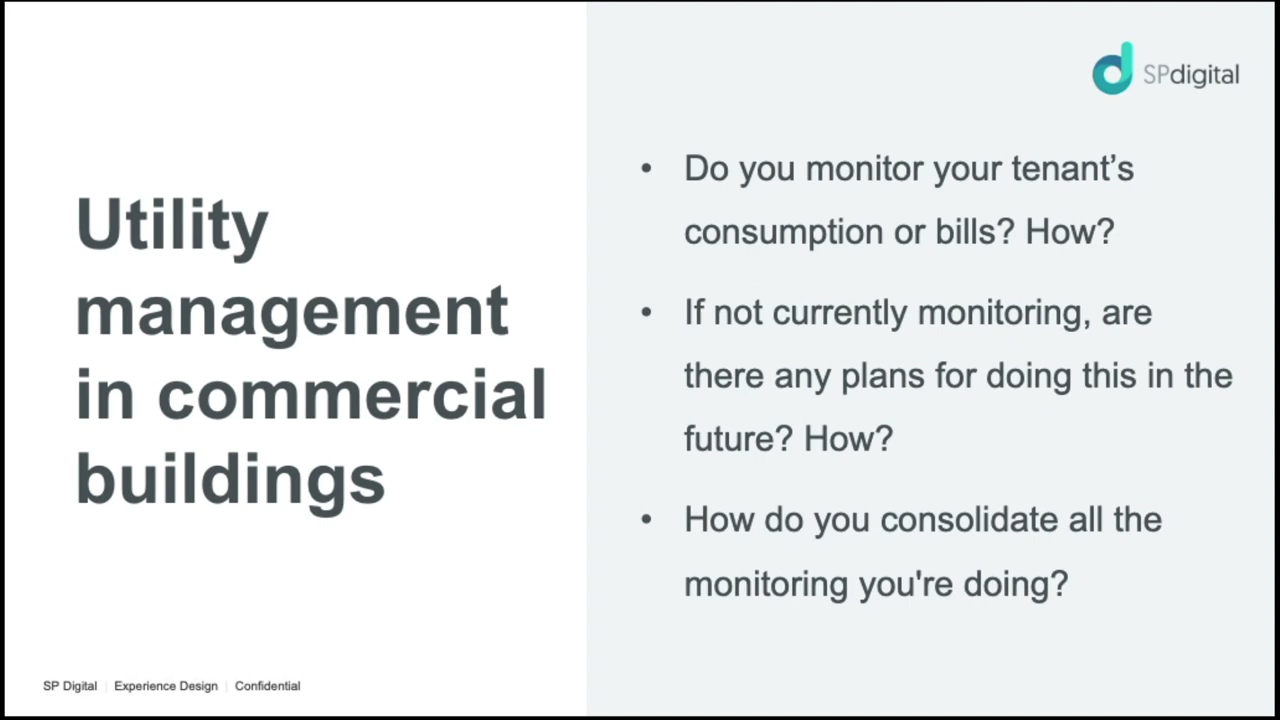 Utility
management
in commercial
buildings
SPdigital
• Do you monitor your tenant’s
consumption or bills? How?
• If not currently monitoring, are
there any plans for doing this in the
future? How?
• How do you consolidate all the
monitoring you're doing?
SP Digital | Experience Design | Confidential